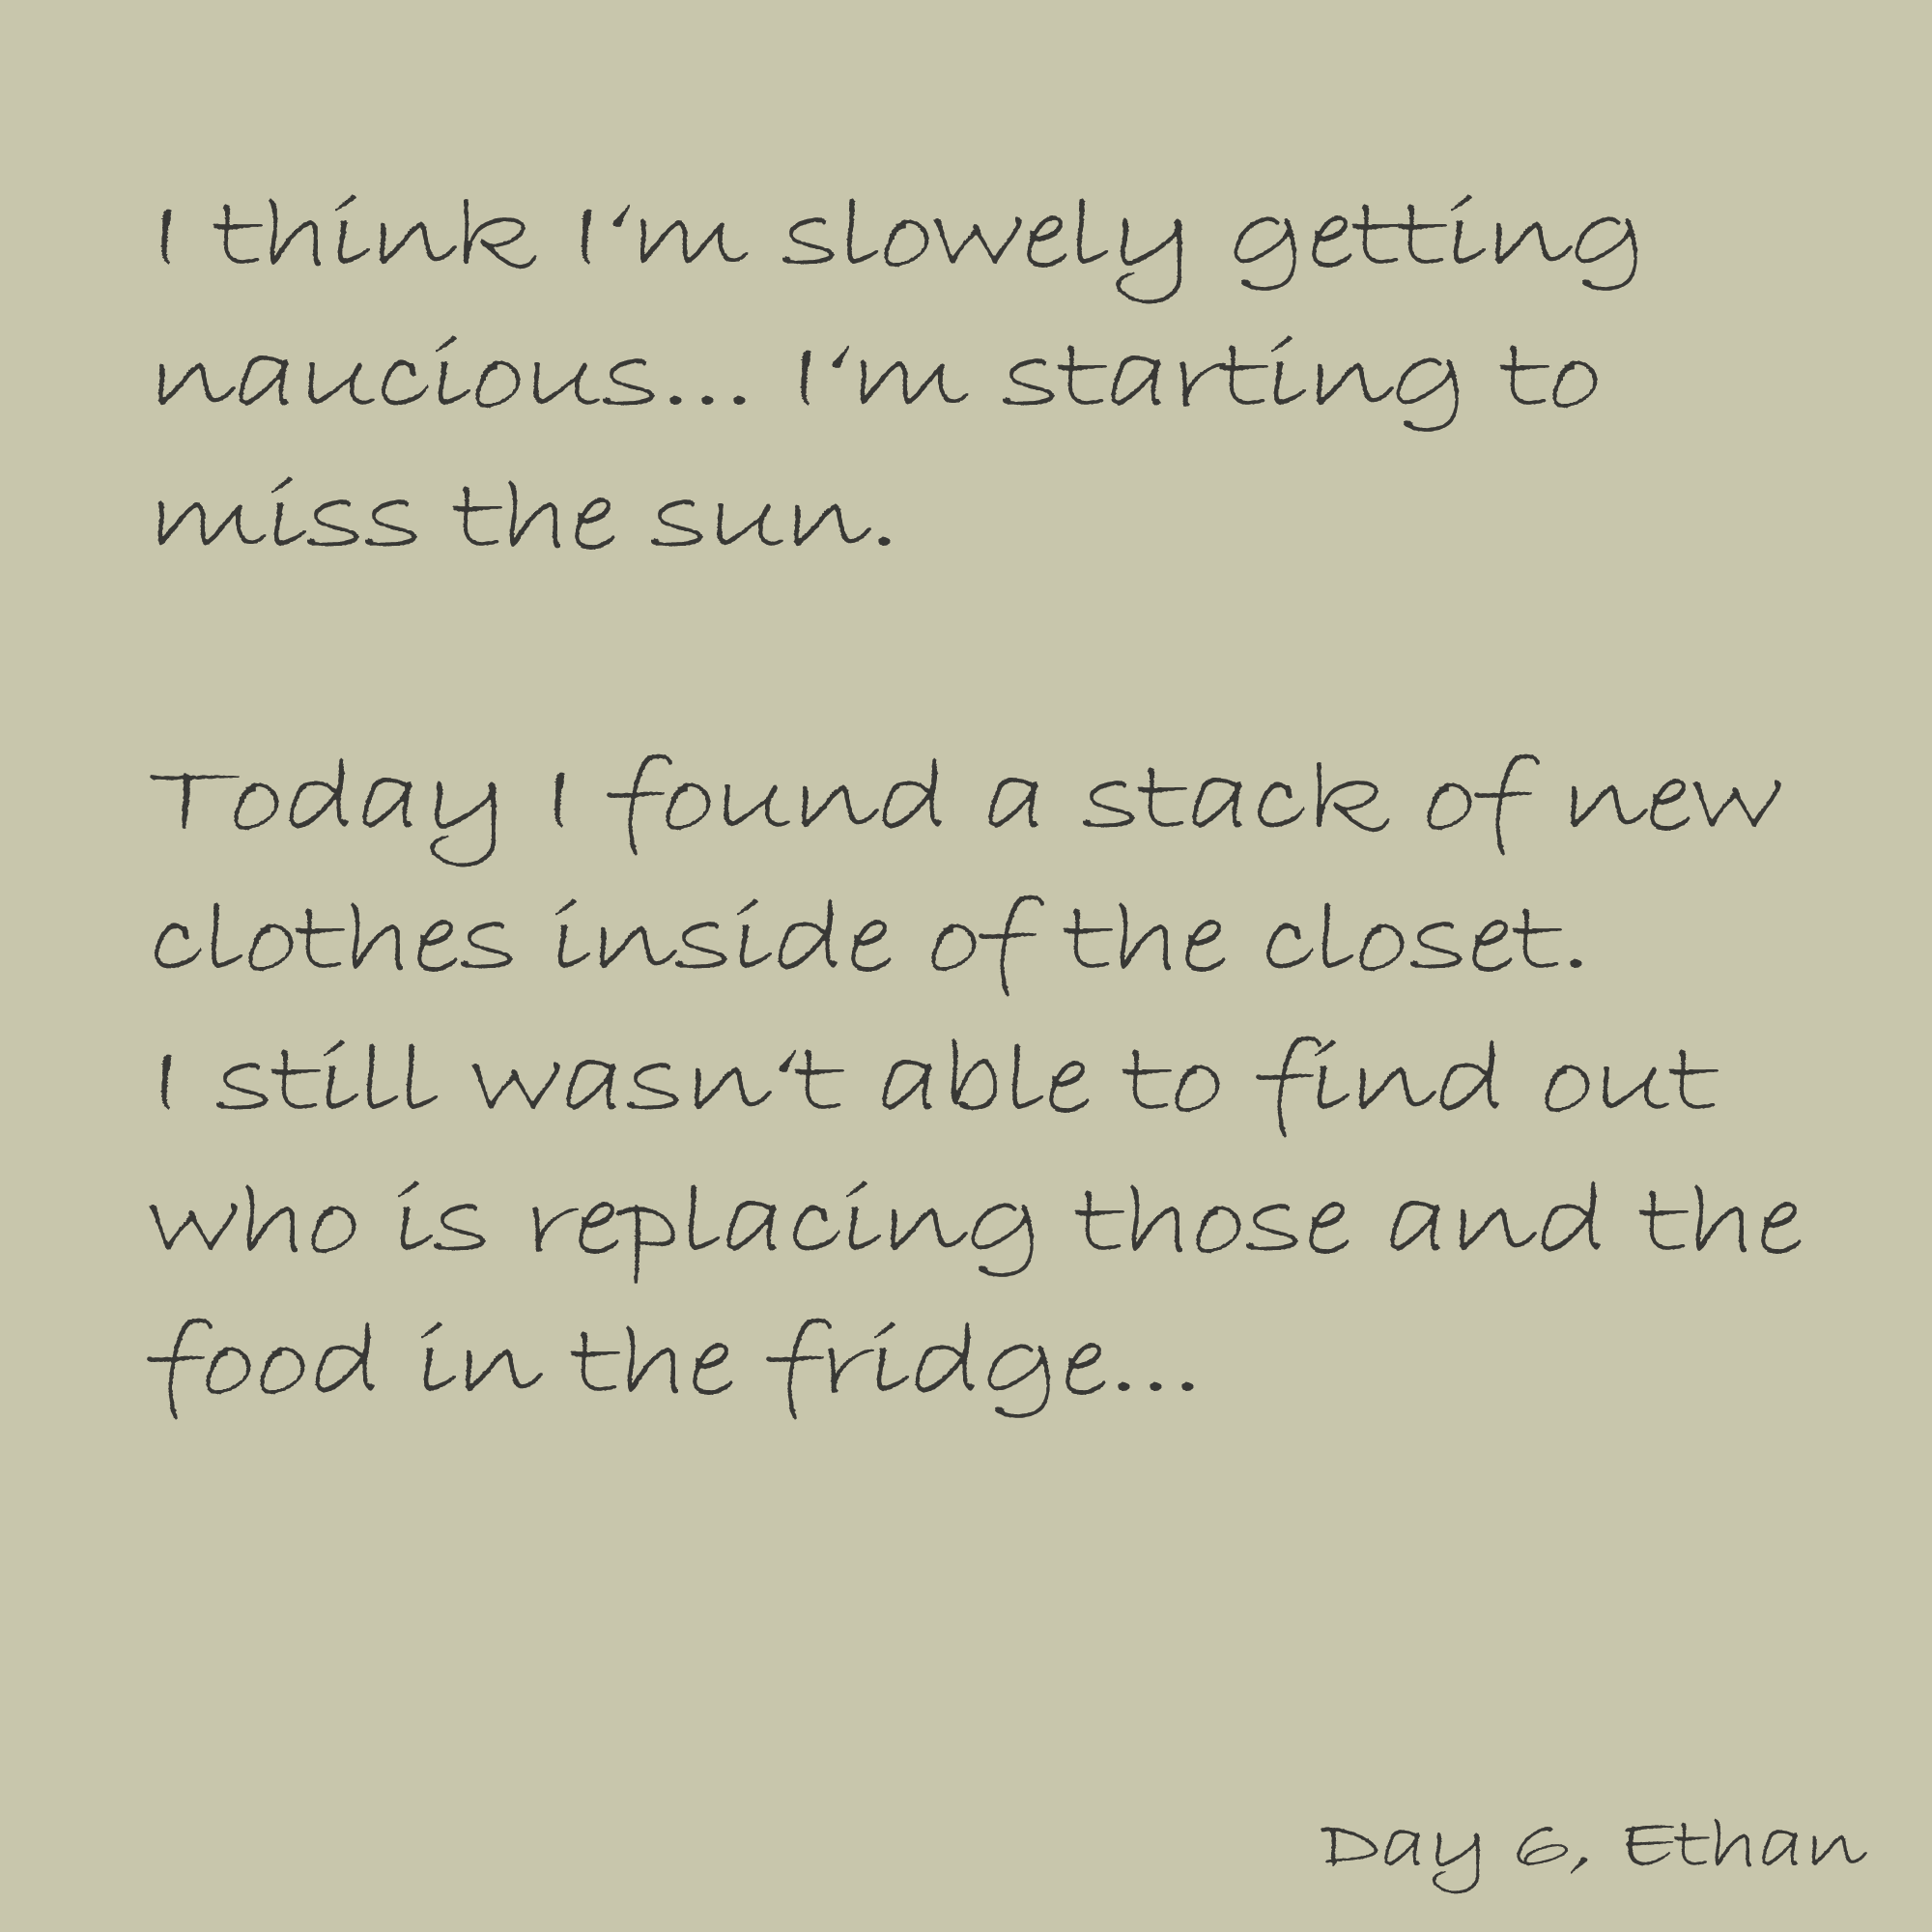 I think I‘m slowely getting
naucious... I‘m starting to
miss the sun.
Today I found a stack of new
clothes inside of the closet.
I still wasn‘t able to find out
who is replacing those and the
food in the fridge...
Day 6, Ethan